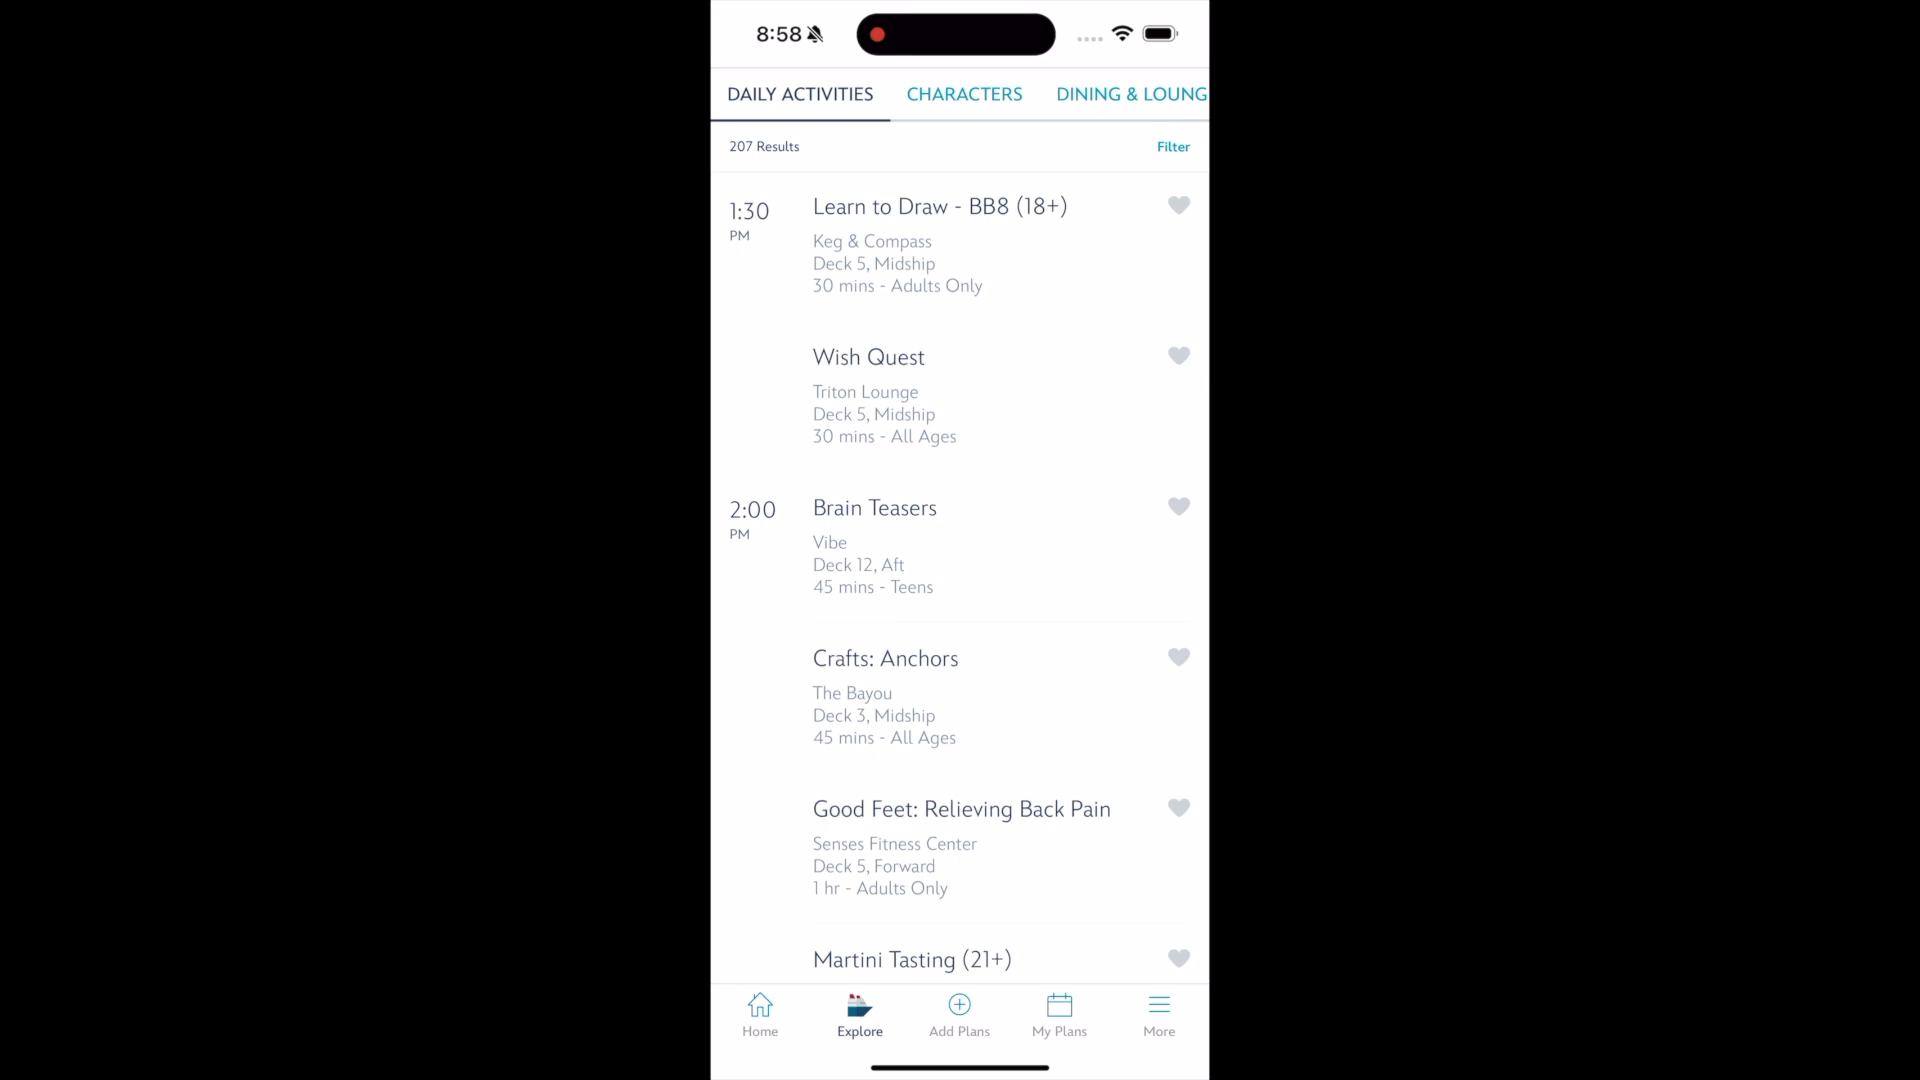 8:58
DAILY ACTIVITIES CHARACTERS DINING & LOUNG
207 Results Filter
1:30 PM
Learn to Draw - BB8 (18+)
Keg & Compass
Deck 5, Midship
30 mins - Adults Only
Wish Quest
Triton Lounge
Deck 5, Midship
30 mins - All Ages
2:00 PM
Brain Teasers
Vibe
Deck 12, Aft
45 mins - Teens
Crafts: Anchors
The Bayou
Deck 3, Midship
45 mins - All Ages
Good Feet: Relieving Back Pain
Senses Fitness Center
Deck 5, Forward
1 hr - Adults Only
Martini Tasting (21+)
Home Explore Add Plans My Plans More